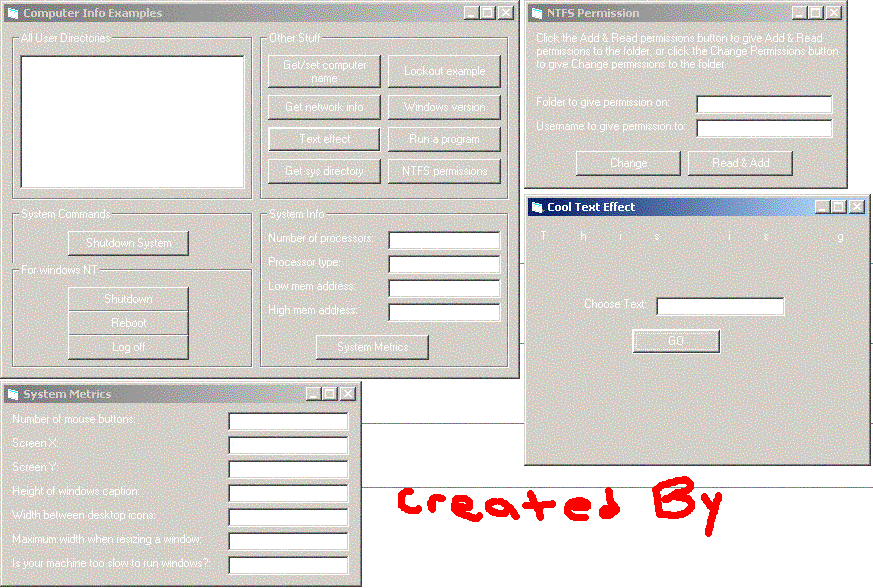 Computer Info Examples
All User Directories
Other Stuff
Get/set computer name
Lockout example
Get network info
Windows version
Text effect
Run a program
Get sys directory
NTFS permissions
System Commands
Shutdown System
For windows NT
Shutdown
Reboot
Log off
System Info
Number of processors:
Processor type:
Low mem address:
High mem address:
System Metrics
NTFS Permission
Click the Add & Read permissions button to give Add & Read
permissions to the folder, or click the Change Permissions button
to give Change permissions to the folder.
Folder to give permission on:
Username to give permission to:
Change
Read & Add
Cool Text Effect
T h i s i s g
Choose Text:
GO
System Metrics
Number of mouse buttons:
Screen X:
Screen Y:
Height of windows caption:
Width between desktop icons:
Maximum width when resizing a window:
Is your machine too slow to run windows?:
created By